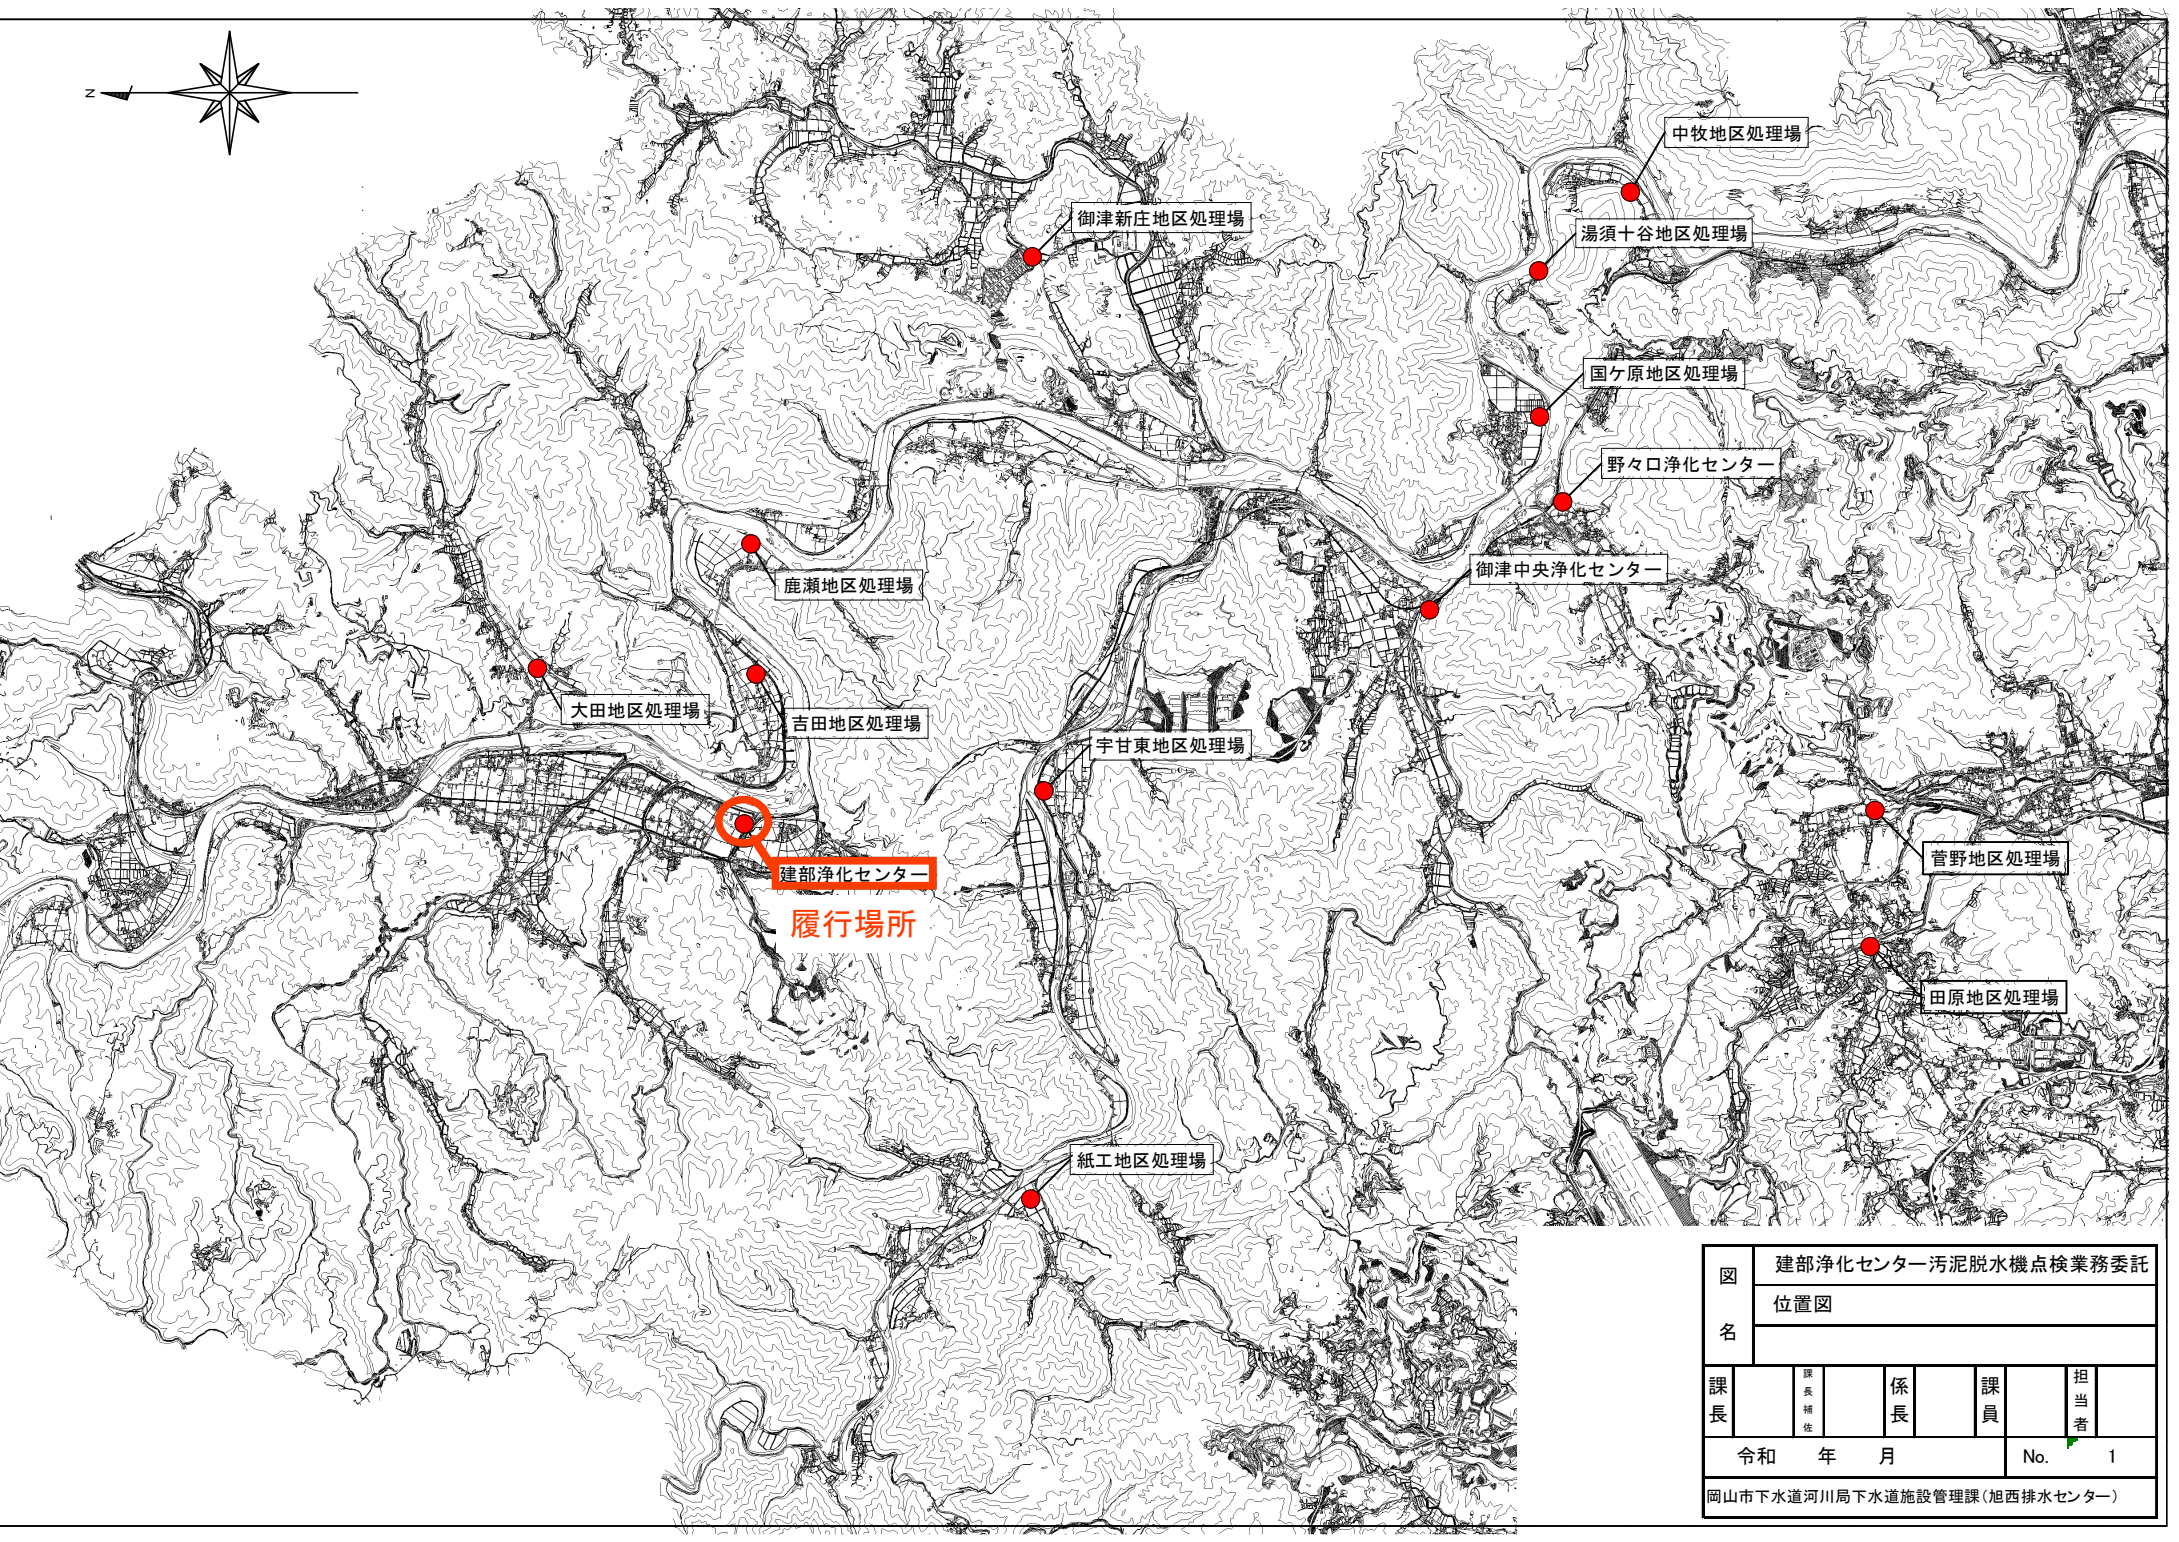 N
中牧地区処理場
御津新庄地区処理場
湯須十谷地区処理場
国ケ原地区処理場
野々口浄化センター
御津中央浄化センター
鹿瀬地区処理場
大田地区処理場
吉田地区処理場
宇甘東地区処理場
建部浄化センター
履行場所
菅野地区処理場
田原地区処理場
紙工地区処理場
図名
建部浄化センター汚泥脱水機点検業務委託
位置図
課長
課長補佐
係長
課員
担当者
令和 年 月
No. 1
岡山市下水道河川局下水道施設管理課(旭西排水センター)